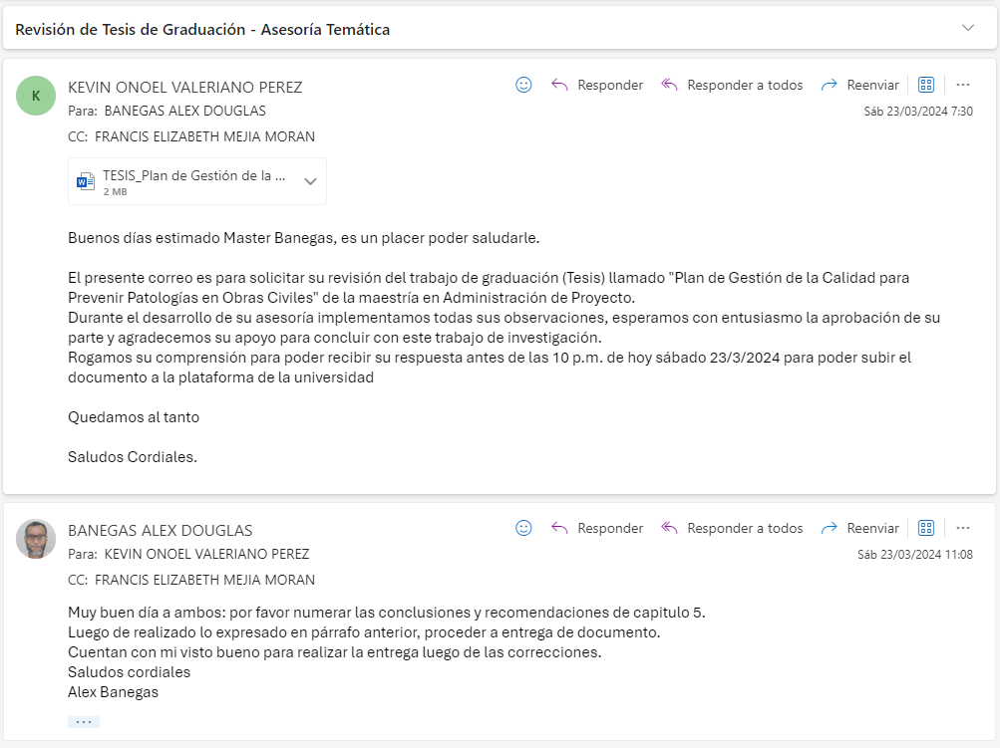 Revisión de Tesis de Graduación - Asesoría Temática
K
KEVIN ONOEL VALERIANO PEREZ
Responder
Responder a todos
Reenviar
Para: BANEGAS ALEX DOUGLAS
Sáb 23/03/2024 7:30
CC: FRANCIS ELIZABETH MEJIA MORAN
TESIS_Plan de Gestión de la ...
2 MB
Buenos días estimado Master Banegas, es un placer poder saludarle.
El presente correo es para solicitar su revisión del trabajo de graduación (Tesis) llamado "Plan de Gestión de la Calidad para
Prevenir Patologías en Obras Civiles" de la maestría en Administración de Proyecto.
Durante el desarrollo de su asesoría implementamos todas sus observaciones, esperamos con entusiasmo la aprobación de su
parte y agradecemos su apoyo para concluir con este trabajo de investigación.
Rogamos su comprensión para poder recibir su respuesta antes de las 10 p.m. de hoy sábado 23/3/2024 para poder subir el
documento a la plataforma de la universidad
Quedamos al tanto
Saludos Cordiales.
BANEGAS ALEX DOUGLAS
Responder
Responder a todos
Reenviar
Para: KEVIN ONOEL VALERIANO PEREZ
Sáb 23/03/2024 11:08
CC: FRANCIS ELIZABETH MEJIA MORAN
Muy buen día a ambos: por favor numerar las conclusiones y recomendaciones de capitulo 5.
Luego de realizado lo expresado en párrafo anterior, proceder a entrega de documento.
Cuentan con mi visto bueno para realizar la entrega luego de las correcciones.
Saludos cordiales
Alex Banegas